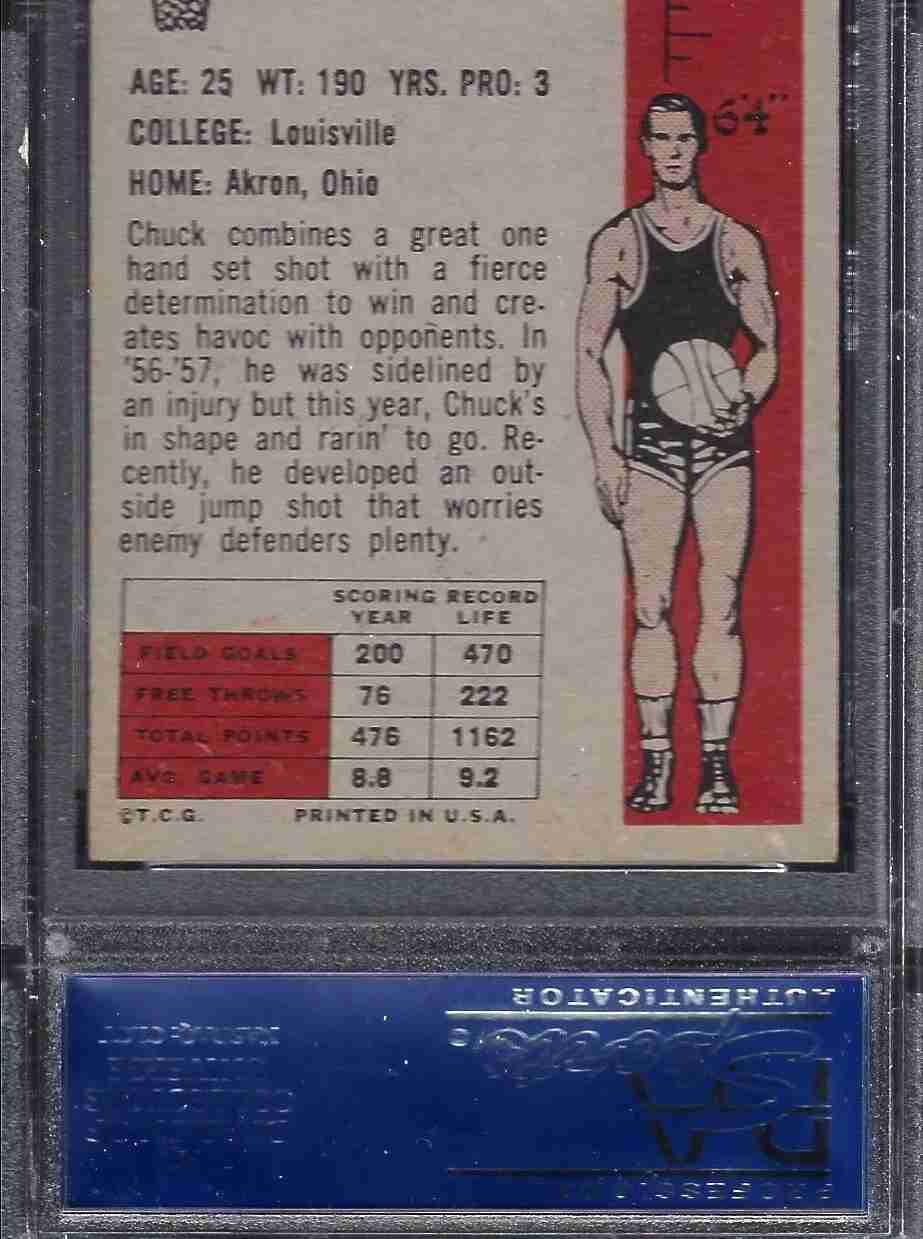 6'4"
AGE: 25 WT: 190 YRS. PRO: 3
COLLEGE: Louisville
HOME: Akron, Ohio
Chuck combines a great one
hand set shot with a fierce
determination to win and cre-
ates havoc with opponents. In
'56-'57, he was sidelined by
an injury but this year, Chuck's
in shape and rarin' to go. Re-
cently, he developed an out-
side jump shot that worries
enemy defenders plenty.
SCORING RECORD
YEAR LIFE
FIELD GOALS 200 470
FREE THROWS 76 222
TOTAL POINTS 476 1162
AVG. GAME 8.8 9.2
©T.C.G. PRINTED IN U.S.A.
AUTHENTICATOR
Sports
PSA